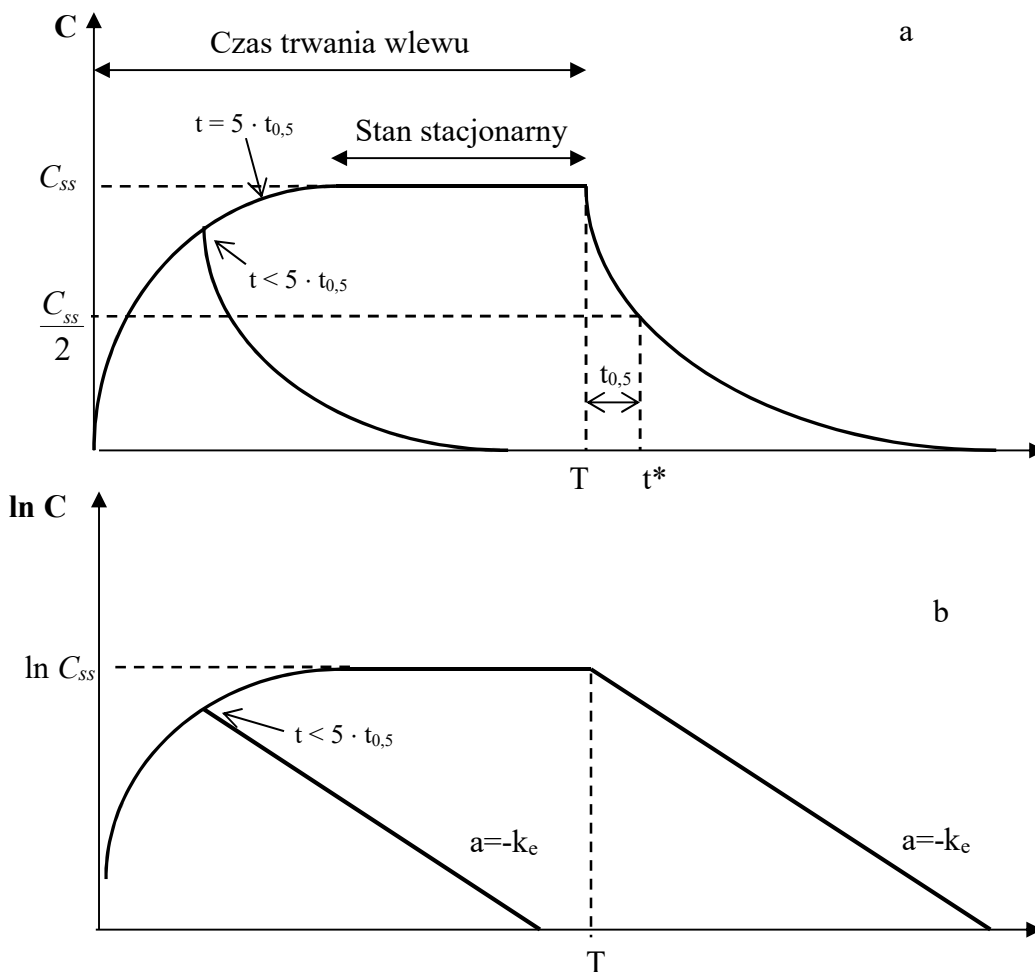 C
a
Czas trwania wlewu
t = 5 · t0,5
Stan stacjonarny
Css
t < 5 · t0,5
Css
2
t0,5
T
t*
ln C
b
ln Css
t < 5 · t0,5
a=-ke
a=-ke
T